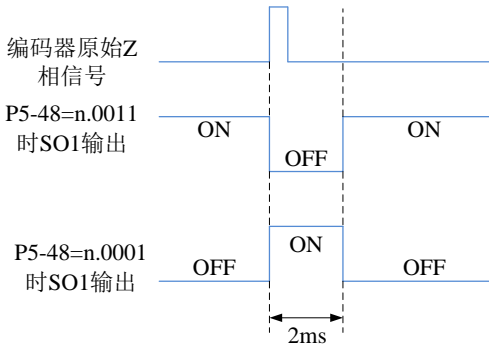 编码器原始Z
相信号
P5-48=n.0011
时SO1输出
ON
OFF
ON
P5-48=n.0001
时SO1输出
OFF
ON
OFF
2ms